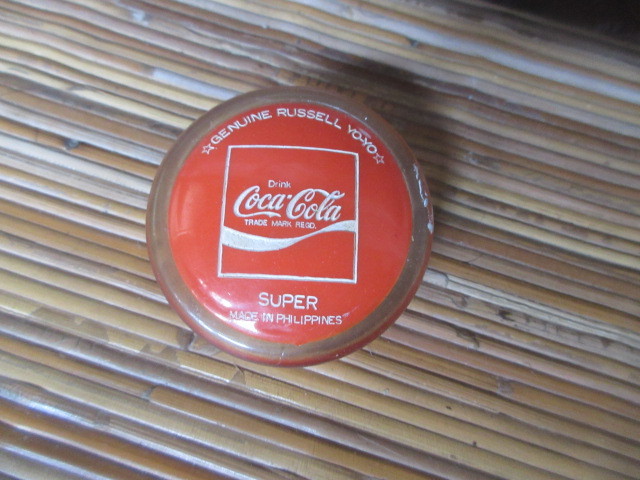 ☆GENUINE RUSSELL YO-YO☆
Drink
Coca-Cola
TRADE MARK REGD.
SUPER
MADE IN PHILIPPINES